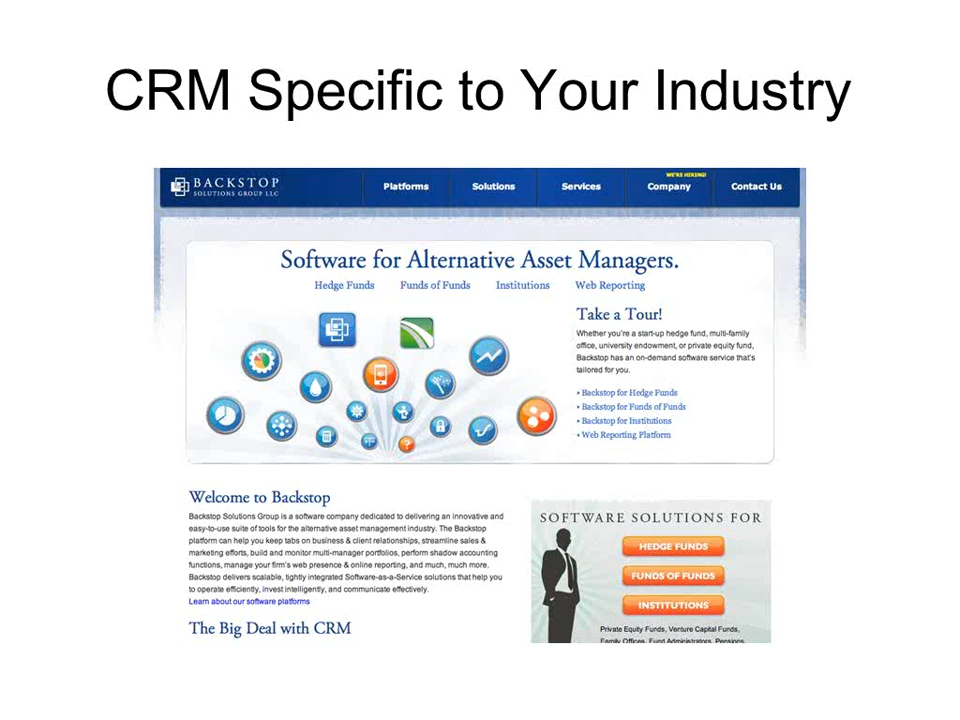 CRM Specific to Your Industry
BACKSTOP
SOLUTIONS GROUP LLC
Platforms
Solutions
Services
WE'RE HIRING!
Company
Contact Us
Software for Alternative Asset Managers.
Hedge Funds Funds of Funds Institutions Web Reporting
Take a Tour!
Whether you're a start-up hedge fund, multi-family
office, university endowment, or private equity fund,
Backstop has an on-demand software service that's
tailored for you.
• Backstop for Hedge Funds
• Backstop for Funds of Funds
• Backstop for Institutions
• Web Reporting Platform
Welcome to Backstop
Backstop Solutions Group is a software company dedicated to delivering an innovative and
easy-to-use suite of tools for the alternative asset management industry. The Backstop
platform can help you keep tabs on business & client relationships, streamline sales &
marketing efforts, build and monitor multi-manager portfolios, perform shadow accounting
functions, manage your firm's web presence & online reporting, and much, much more.
Backstop delivers scalable, tightly integrated Software-as-a-Service solutions that help you
to operate efficiently, invest intelligently, and communicate effectively.
Learn about our software platforms
The Big Deal with CRM
SOFTWARE SOLUTIONS FOR
HEDGE FUNDS
FUNDS OF FUNDS
INSTITUTIONS
Private Equity Funds, Venture Capital Funds,
Family Offices, Fund Administrators, Pensions,